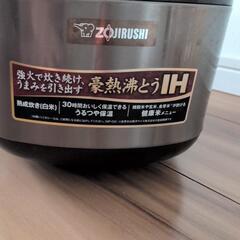 ZOJIRUSHI
強大で炊き続け、
うまみを引き出す
豪熱沸とうIH
熟成炊き(白米)
30時間おいしく保温できる
うるつや保温
健康米メニュー